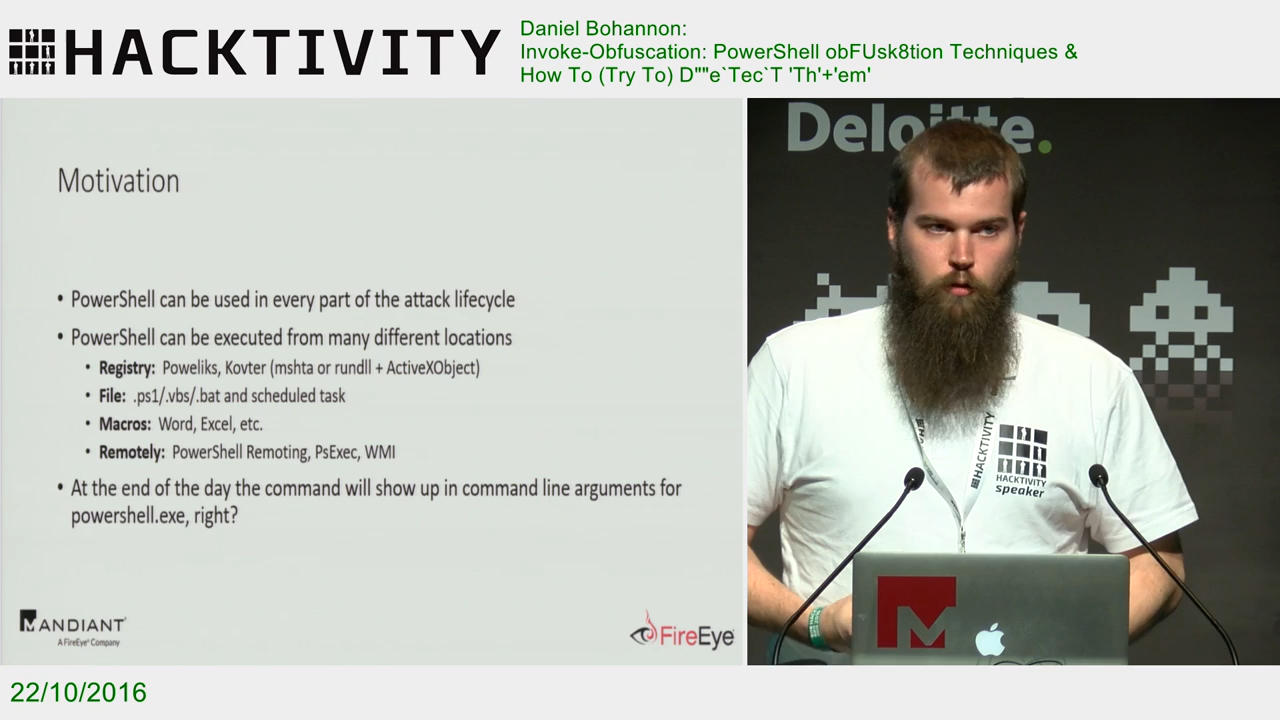 HACKTIVITY
Daniel Bohannon:
Invoke-Obfuscation: PowerShell obFUsk8tion Techniques &
How To (Try To) D""e`Tec`T 'Th'+'em'
Motivation
• PowerShell can be used in every part of the attack lifecycle
• PowerShell can be executed from many different locations
• Registry: Poweliks, Kovter (mshta or rundll + ActiveXObject)
• File: .ps1/.vbs/.bat and scheduled task
• Macros: Word, Excel, etc.
• Remotely: PowerShell Remoting, PsExec, WMI
• At the end of the day the command will show up in command line arguments for
powershell.exe, right?
MANDIANT
A FireEye® Company
FireEye
Deloitte.
HACKTIVITY
HACKTIVITY
speaker
22/10/2016